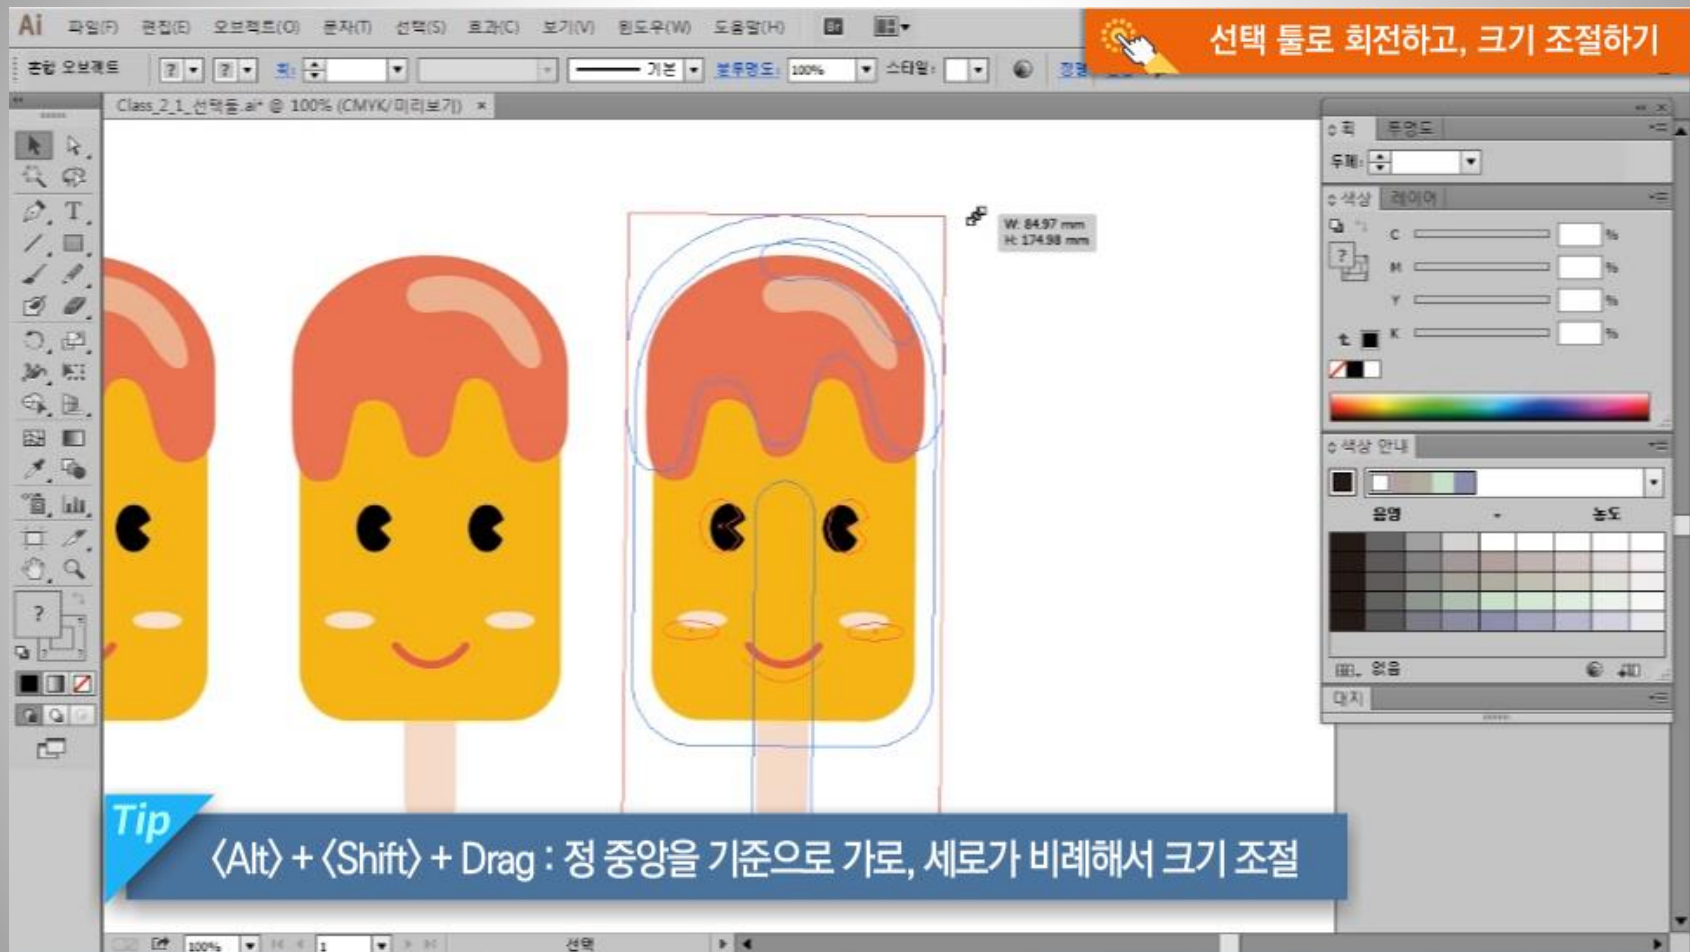 Ai 파일(F) 편집(E) 오브젝트(O) 문자(T) 선택(S) 효과(C) 보기(V) 윈도우(W) 도움말(H) Br
선택 툴로 회전하고, 크기 조절하기
혼합 오브젝트 ? ? 획: 기본 불투명도: 100% 스타일:
Class_2_1_선택툴.ai* @ 100% (CMYK/미리보기) ×
획 투명도
두께:
색상 레이어
C %
M %
Y %
K %
?
W: 84.97 mm
H: 174.98 mm
색상 안내
음영 농도
없음
대지
?
Tip
〈Alt〉 + 〈Shift〉 + Drag : 정 중앙을 기준으로 가로, 세로가 비례해서 크기 조절
100% 1 선택